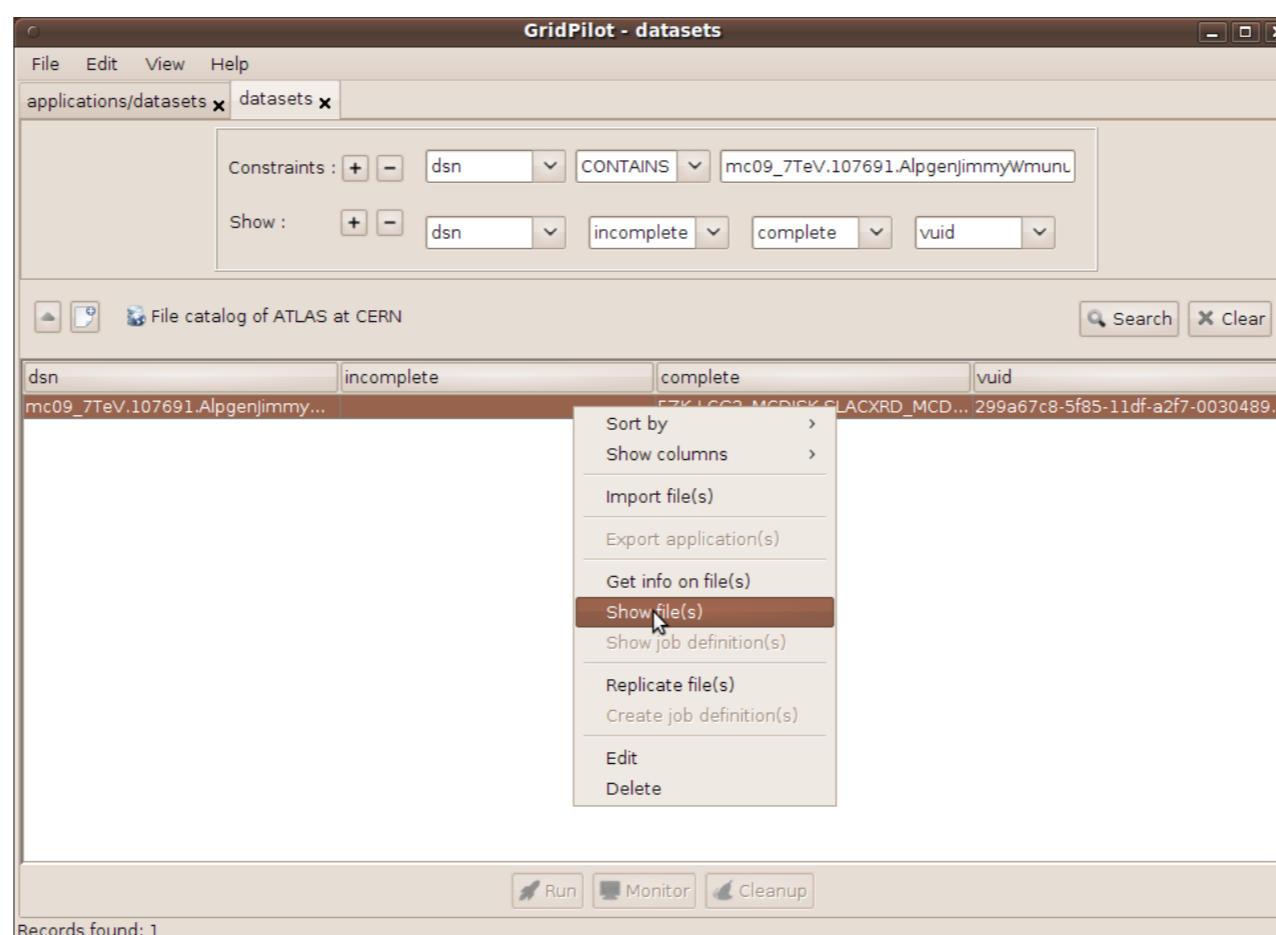 GridPilot - datasets
File Edit View Help
applications/datasets datasets
Constraints : dsn CONTAINS mc09_7TeV.107691.AlpgenJimmyWmunu
Show : dsn incomplete complete vuid
File catalog of ATLAS at CERN Search Clear
dsn incomplete complete vuid
mc09_7TeV.107691.AlpgenJimmy... SLACXRD_MCD... 299a67c8-5f85-11df-a2f7-0030489.
Sort by
Show columns
Import file(s)
Export application(s)
Get info on file(s)
Show file(s)
Show job definition(s)
Replicate file(s)
Create job definition(s)
Edit
Delete
Run Monitor Cleanup
Records found: 1